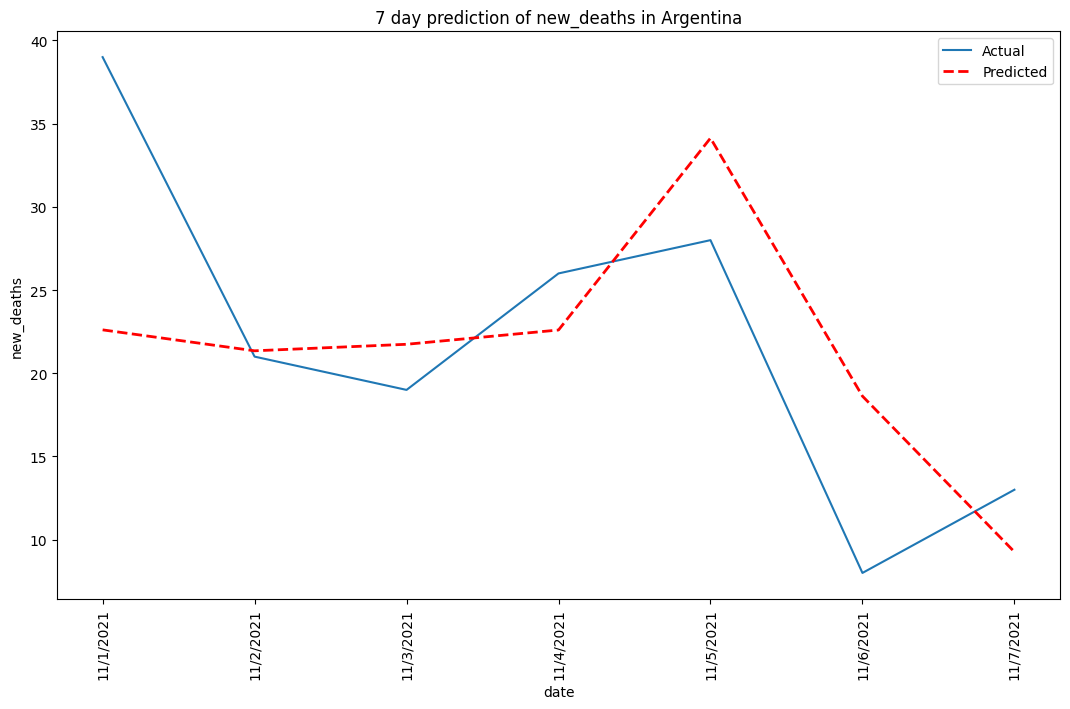 7 day prediction of new_deaths in Argentina
Actual
Predicted
new_deaths
40
35
30
25
20
15
10
11/1/2021
11/2/2021
11/3/2021
11/4/2021
11/5/2021
11/6/2021
11/7/2021
date